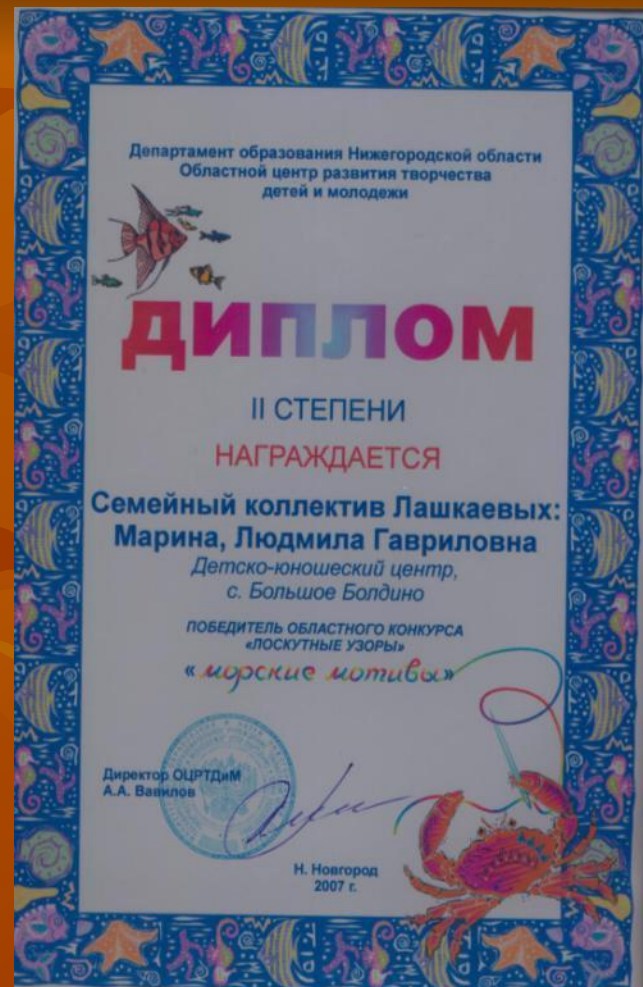 Департамент образования Нижегородской области
Областной центр развития творчества
детей и молодежи
ДИПЛОМ
II СТЕПЕНИ
НАГРАЖДАЕТСЯ
Семейный коллектив Лашкаевых:
Марина, Людмила Гавриловна
Детско-юношеский центр,
с. Большое Болдино
ПОБЕДИТЕЛЬ ОБЛАСТНОГО КОНКУРСА
«ЛОСКУТНЫЕ УЗОРЫ»
«морские мотивы»
Директор ОЦРТДиМ
А.А. Вавилов
Н. Новгород
2007 г.